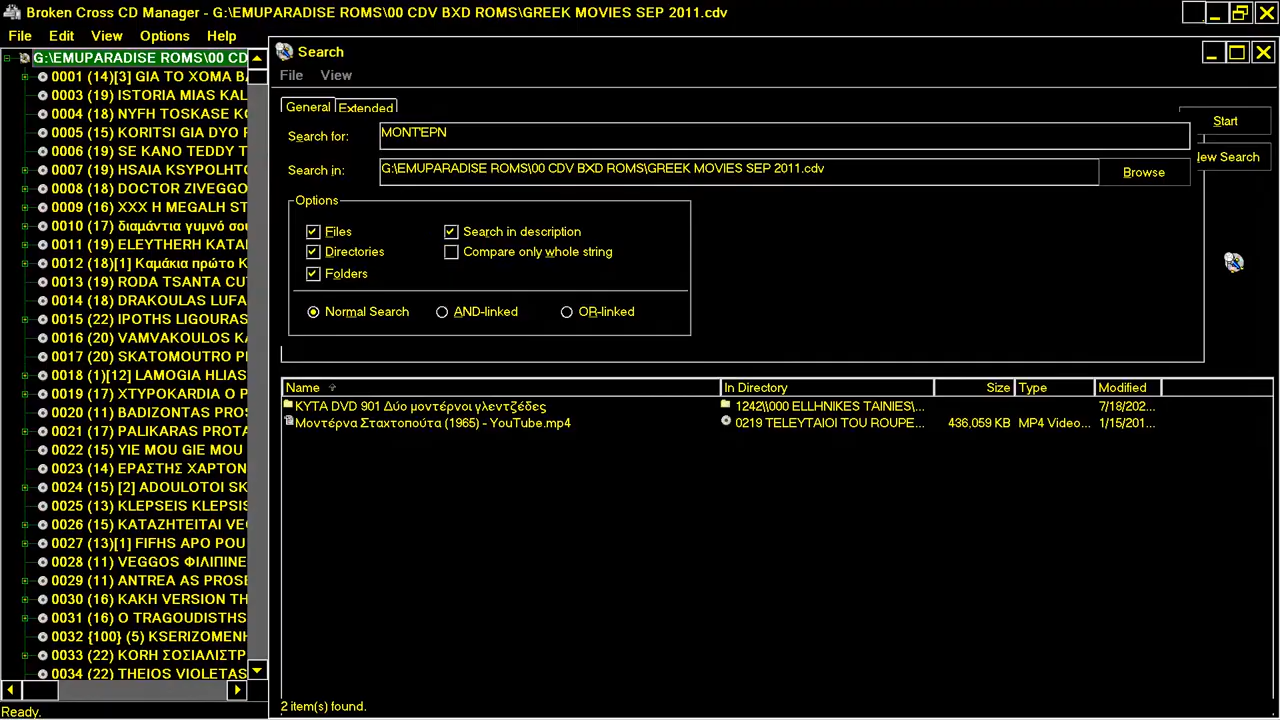 Broken Cross CD Manager - G:\EMUPARADISE ROMS\00 CDV BXD ROMS\GREEK MOVIES SEP 2011.cdv
File Edit View Options Help
G:\EMUPARADISE ROMS\00 CD
0001 (14)[3] GIA TO XOMA
0003 (19) ISTORIA MIAS KAL
0004 (18) NYFH TOSKASE
0005 (15) KORITSI GIA DYO
0006 (19) SE KANO TEDDY T
0007 (19) HSAIA KSYPOLHT
0008 (18) DOCTOR ZIVEGGO
0009 (16) XXX H MEGALH ST
0010 (17) διαμάντια γυμνό σου
0011 (19) ELEYTHERH KATA
0012 (18)[1] Καμάκια πρώτο
0013 (19) RODA TSANTA CU
0014 (18) DRAKOULAS LUFA
0015 (22) IPOTHS LIGOURAS
0016 (20) VAMVAKOULOS
0017 (20) SKATOMOUTRO
0018 (1)[12] LAMOGIA HLIAS
0019 (17) XTYPOKARDIA O
0020 (11) BADIZONTAS PROS
0021 (17) PALIKARAS PROTA
0022 (15) YIE MOU GIE MOU
0023 (14) ΕΡΑΣΤΗΣ ΧΑΡΤΟΝ
0024 (15) [2] ADOULOTOI SK
0025 (13) KLEPSEIS KLEPSIS
0026 (15) KATAZHTEITAI VE
0027 (13)[1] FIFHS APO POU
0028 (11) VEGGOS ΦΙΛΙΠΙΝΕ
0029 (11) ANTREA AS PROSE
0030 (16) KAKH VERSION TH
0031 (16) O TRAGOUDISTHS
0032 {100} (5) KSERIZOMEN
0033 (22) KORH ΣΟΣΙΑΛΙΣΤΡ
0034 (22) THEIOS VIOLETAS
Ready.
Search
File View
General Extended
Search for: ΜΟΝΤΈΡΝ
Start
Search in: G:\EMUPARADISE ROMS\00 CDV BXD ROMS\GREEK MOVIES SEP 2011.cdv
Browse
ew Search
Options
Files
Search in description
Directories
Compare only whole string
Folders
Normal Search AND-linked OR-linked
Name In Directory Size Type Modified
KYTA DVD 901 Δύο μοντέρνοι γλεντζέδες 1242\\000 ELLHNIKES TAINIES\... 7/18/202...
Μοντέρνα Σταχτοπούτα (1965) - YouTube.mp4 0219 TELEYTAIOI TOU ROUPE... 436,059 KB MP4 Video... 1/15/201...
2 item(s) found.